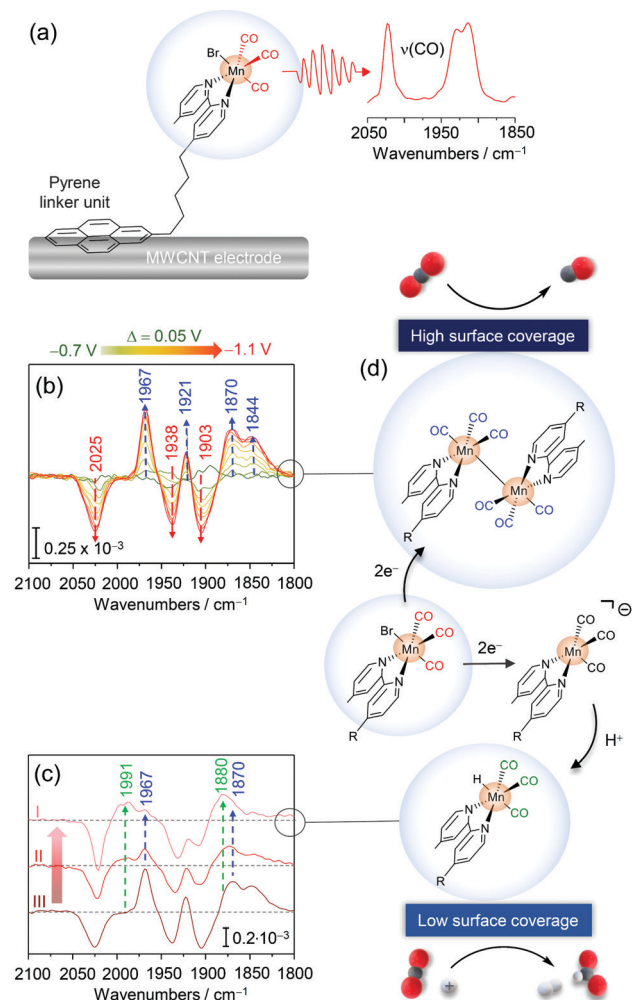 (a)
Br
CO
CO
CO
Mn
N
N
ν(CO)
2050
1950
1850
Wavenumbers / cm⁻¹
Pyrene
linker unit
MWCNT electrode
Δ = 0.05 V
−0.7 V
−1.1 V
(b)
2025
1967
1938
1921
1903
1870
1844
0.25 x 10⁻³
2100 2050 2000 1950 1900 1850 1800
Wavenumbers / cm⁻¹
High surface coverage
(d)
OC
CO
CO
Mn
N
N
R
N
N
Mn
OC
OC
CO
R
2e⁻
Br
CO
CO
CO
Mn
N
N
R
2e⁻
⊖
CO
CO
CO
Mn
N
N
R
H⁺
(c)
1991
1967
1880
1870
I
II
III
0.2·10⁻³
2100 2050 2000 1950 1900 1850 1800
Wavenumbers / cm⁻¹
H
CO
CO
CO
Mn
N
N
R
Low surface coverage
+